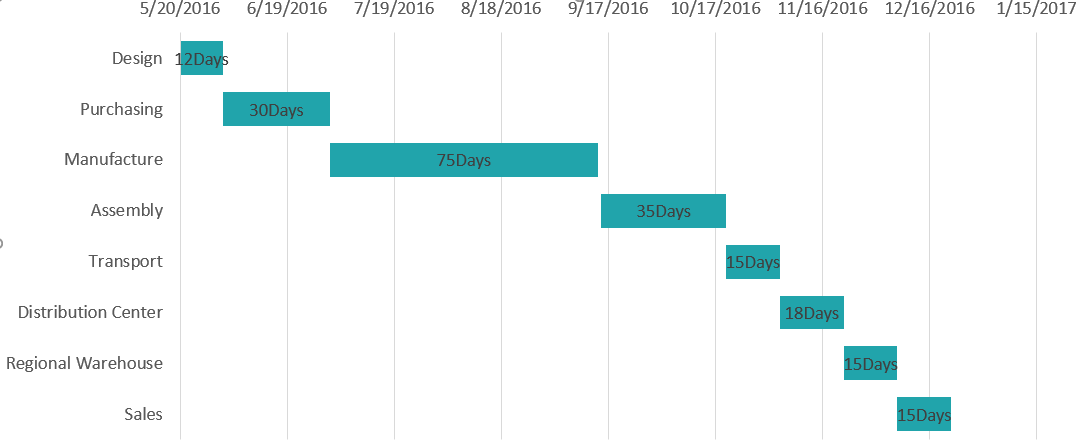 5/20/2016 6/19/2016 7/19/2016 8/18/2016 9/17/2016 10/17/2016 11/16/2016 12/16/2016 1/15/2017
Design 12Days
Purchasing 30Days
Manufacture 75Days
Assembly 35Days
Transport 15Days
Distribution Center 18Days
Regional Warehouse 15Days
Sales 15Days